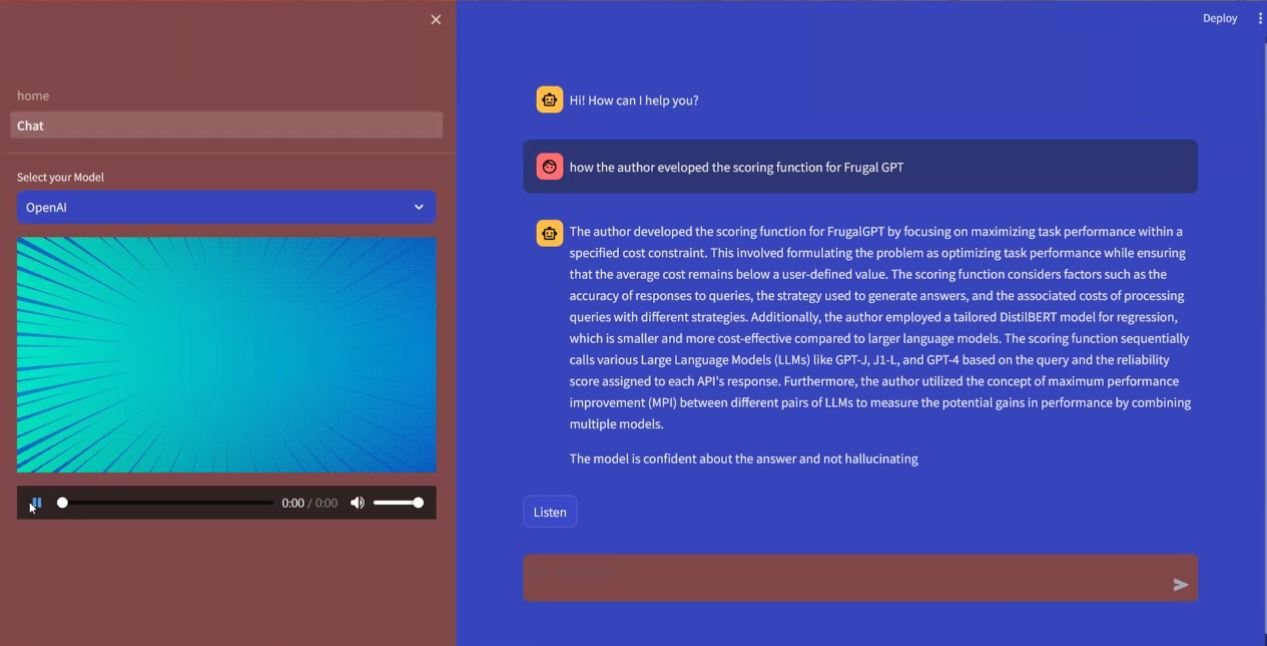 Deploy
home
Chat
Select your Model
OpenAI
0:00 / 0:00
Hi! How can I help you?
how the author eveloped the scoring function for Frugal GPT
The author developed the scoring function for FrugalGPT by focusing on maximizing task performance within a
specified cost constraint. This involved formulating the problem as optimizing task performance while ensuring
that the average cost remains below a user-defined value. The scoring function considers factors such as the
accuracy of responses to queries, the strategy used to generate answers, and the associated costs of processing
queries with different strategies. Additionally, the author employed a tailored DistilBERT model for regression,
which is smaller and more cost-effective compared to larger language models. The scoring function sequentially
calls various Large Language Models (LLMs) like GPT-J, J1-L, and GPT-4 based on the query and the reliability
score assigned to each API's response. Furthermore, the author utilized the concept of maximum performance
improvement (MPI) between different pairs of LLMs to measure the potential gains in performance by combining
multiple models.
The model is confident about the answer and not hallucinating
Listen